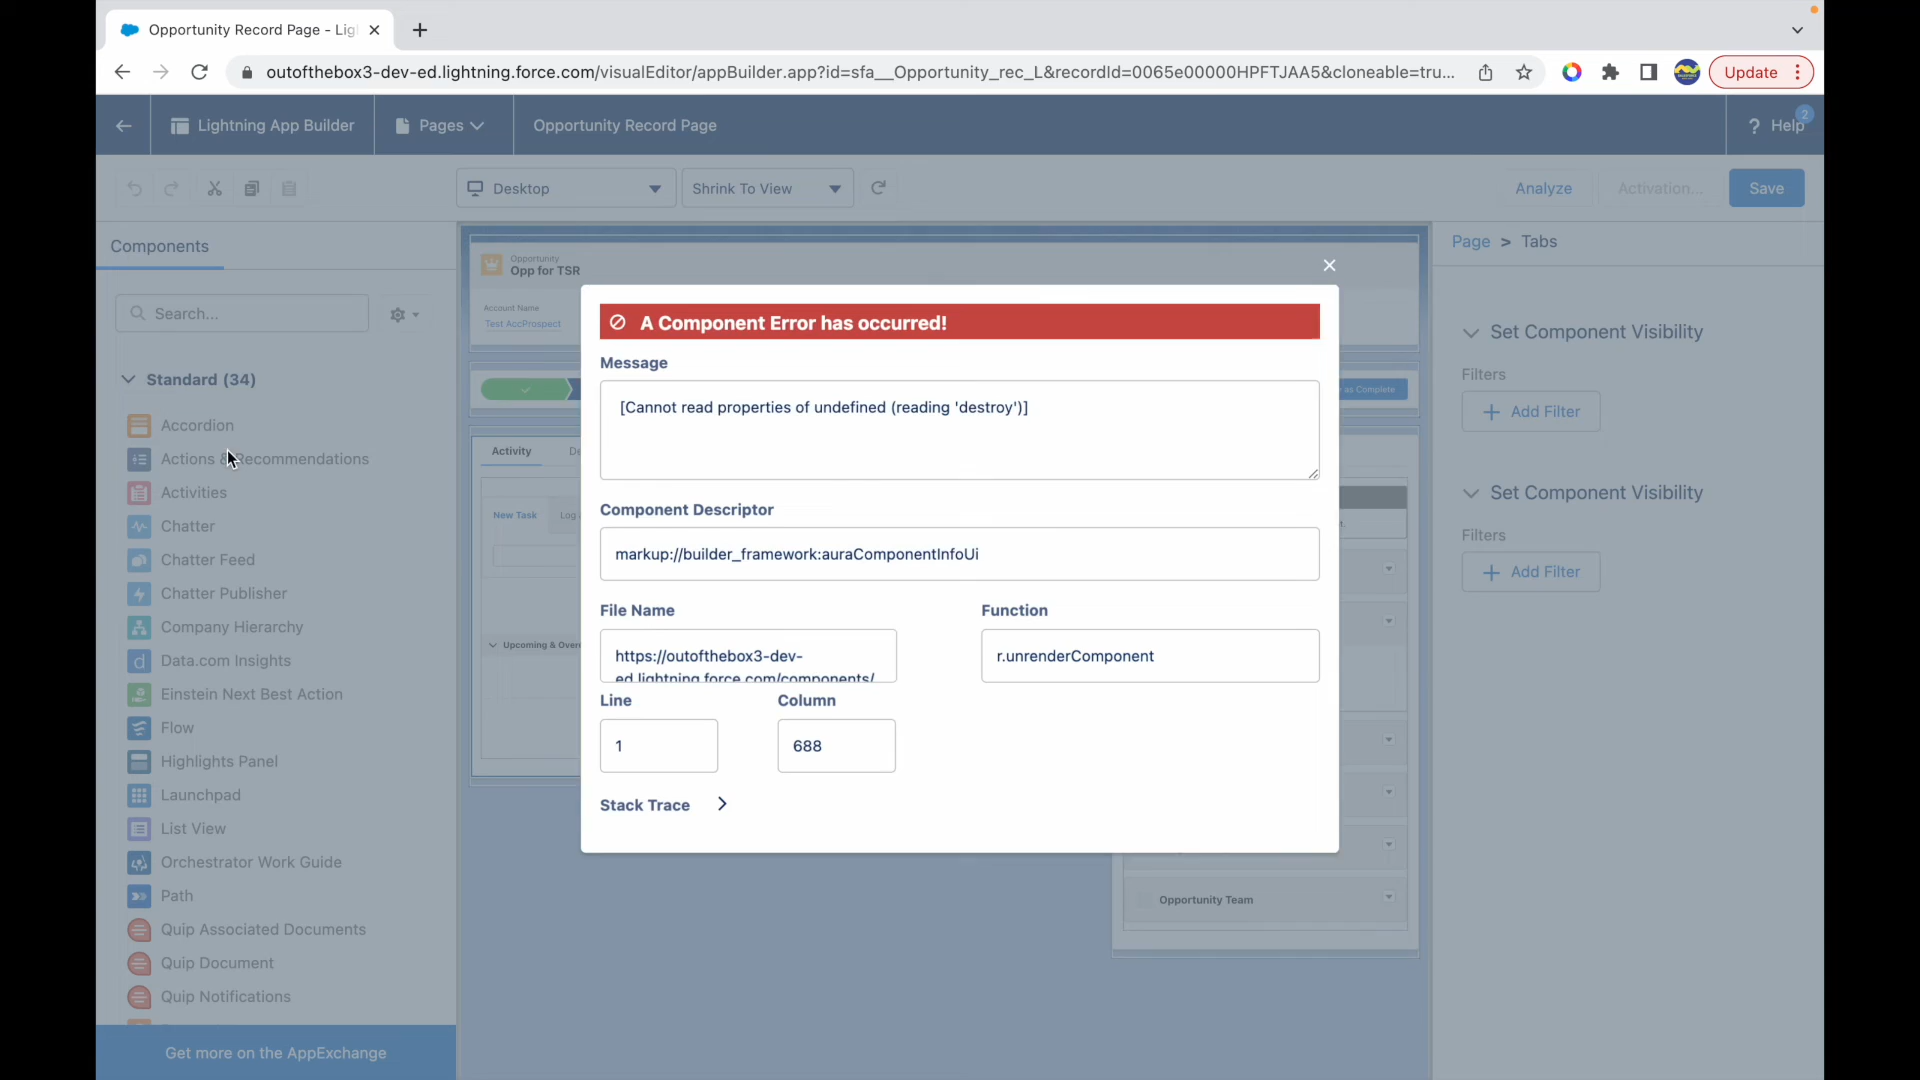 Opportunity Record Page - Lig
outofthebox3-dev-ed.lightning.force.com/visualEditor/appBuilder.app?id=sfa__Opportunity_rec_L&recordId=0065e00000HPFTJAA5&cloneable=tru...
Update
Lightning App Builder
Pages
Opportunity Record Page
? Help
2
Desktop
Shrink To View
Analyze
Activation...
Save
Components
Page > Tabs
Opportunity
Opp for TSR
Search...
Account Name
Test AccProspect
A Component Error has occurred!
Set Component Visibility
Message
Filters
Standard (34)
as Complete
[Cannot read properties of undefined (reading 'destroy')]
+ Add Filter
Accordion
Activity
De
Actions & Recommendations
Activities
Set Component Visibility
Component Descriptor
New Task
Log
Chatter
t.
Filters
markup://builder_framework:auraComponentInfoUi
Chatter Feed
+ Add Filter
Chatter Publisher
File Name
Function
Company Hierarchy
Upcoming & Over
https://outofthebox3-dev-
ed.lightning.force.com/components/
r.unrenderComponent
Data.com Insights
Einstein Next Best Action
Line
Column
Flow
1
688
Highlights Panel
Launchpad
Stack Trace
List View
Orchestrator Work Guide
Path
Opportunity Team
Quip Associated Documents
Quip Document
Quip Notifications
Get more on the AppExchange